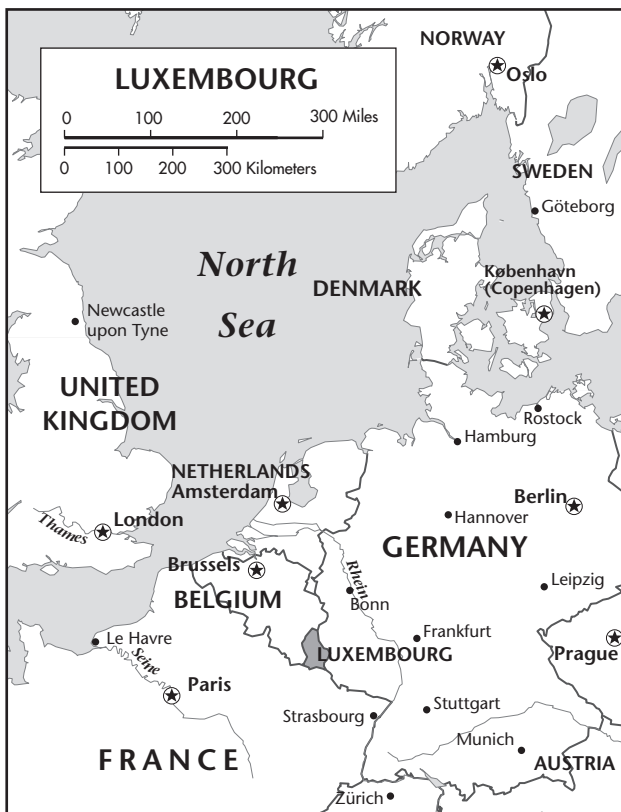 NORWAY
Oslo
LUXEMBOURG
0 100 200 300 Miles
0 100 200 300 Kilometers
SWEDEN
Göteborg
North
Sea
DENMARK
København
(Copenhagen)
Newcastle
upon Tyne
UNITED
KINGDOM
Rostock
Hamburg
NETHERLANDS
Amsterdam
Berlin
Thames
London
Hannover
GERMANY
Brussels
BELGIUM
Rhein
Bonn
Leipzig
Le Havre
Seine
Frankfurt
LUXEMBOURG
Prague
Paris
Strasbourg
Stuttgart
Munich
FRANCE
AUSTRIA
Zürich